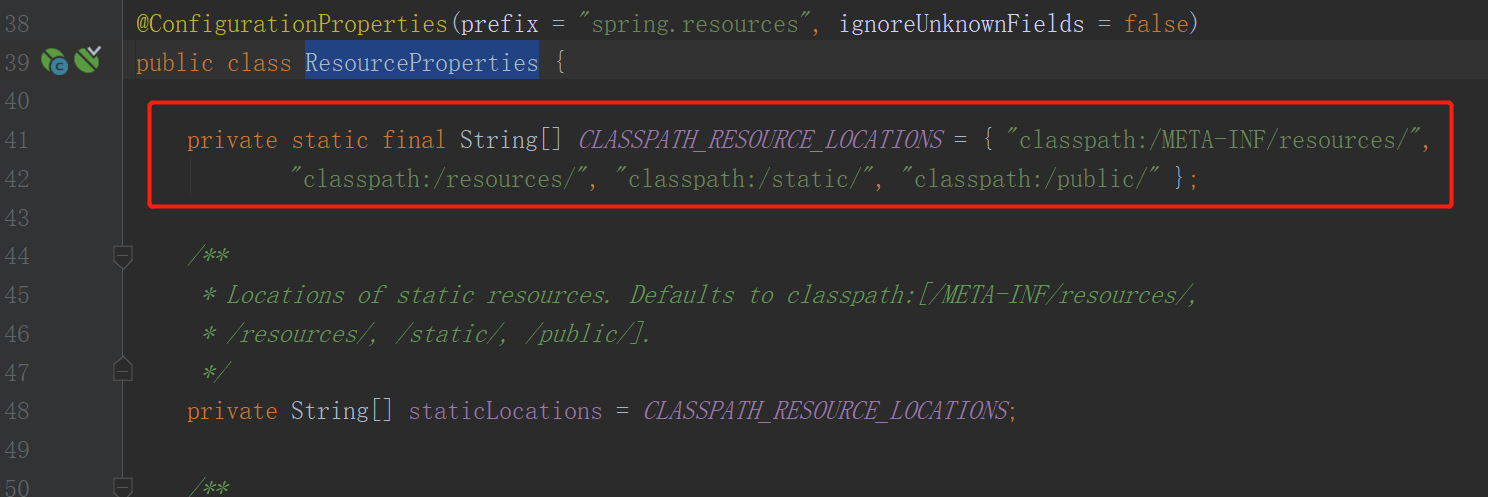 38 @ConfigurationProperties(prefix = "spring.resources", ignoreUnknownFields = false)
39 public class ResourceProperties {
40
41 private static final String[] CLASSPATH_RESOURCE_LOCATIONS = { "classpath:/META-INF/resources/",
42 "classpath:/resources/", "classpath:/static/", "classpath:/public/" };
43
44 /**
45 * Locations of static resources. Defaults to classpath:[/META-INF/resources/,
46 * /resources/, /static/, /public/].
47 */
48 private String[] staticLocations = CLASSPATH_RESOURCE_LOCATIONS;
49
50 /**